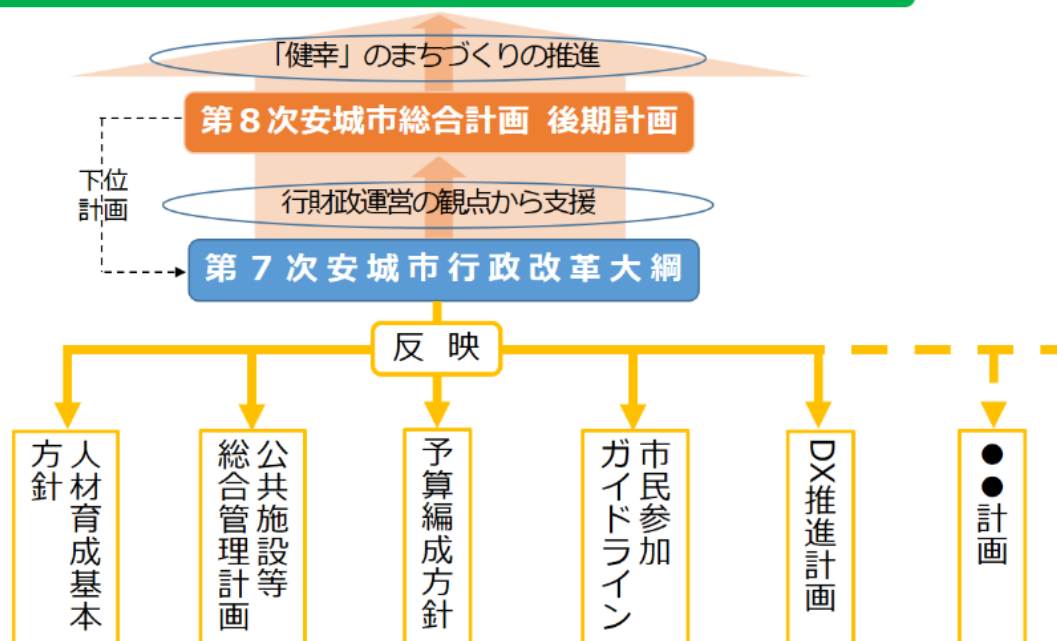 「健幸」のまちづくりの推進
第８次安城市総合計画 後期計画
下位
計画
行財政運営の観点から支援
第７次安城市行政改革大綱
反 映
人材育成基本
方針
公共施設等
総合管理計画
予算編成方針
市民参加
ガイドライン
DX推進計画
●●計画